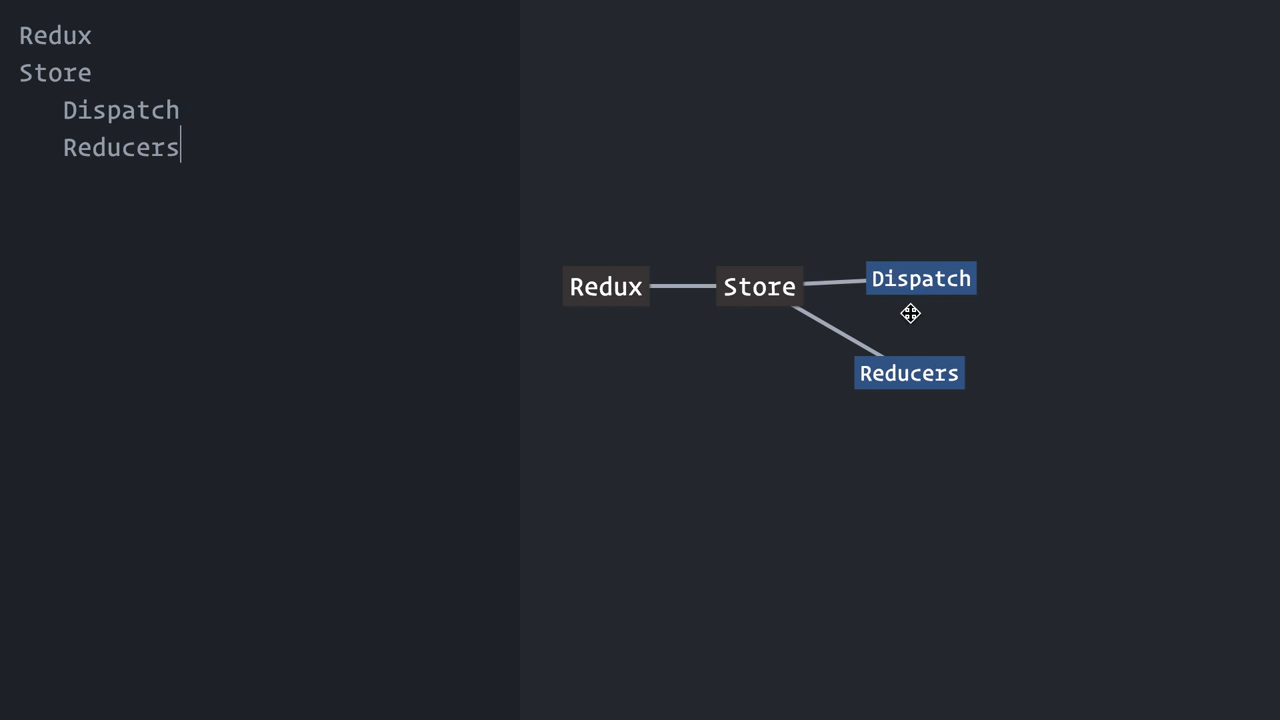 Redux
Store
Dispatch
Reducers
Redux
Store
Dispatch
Reducers